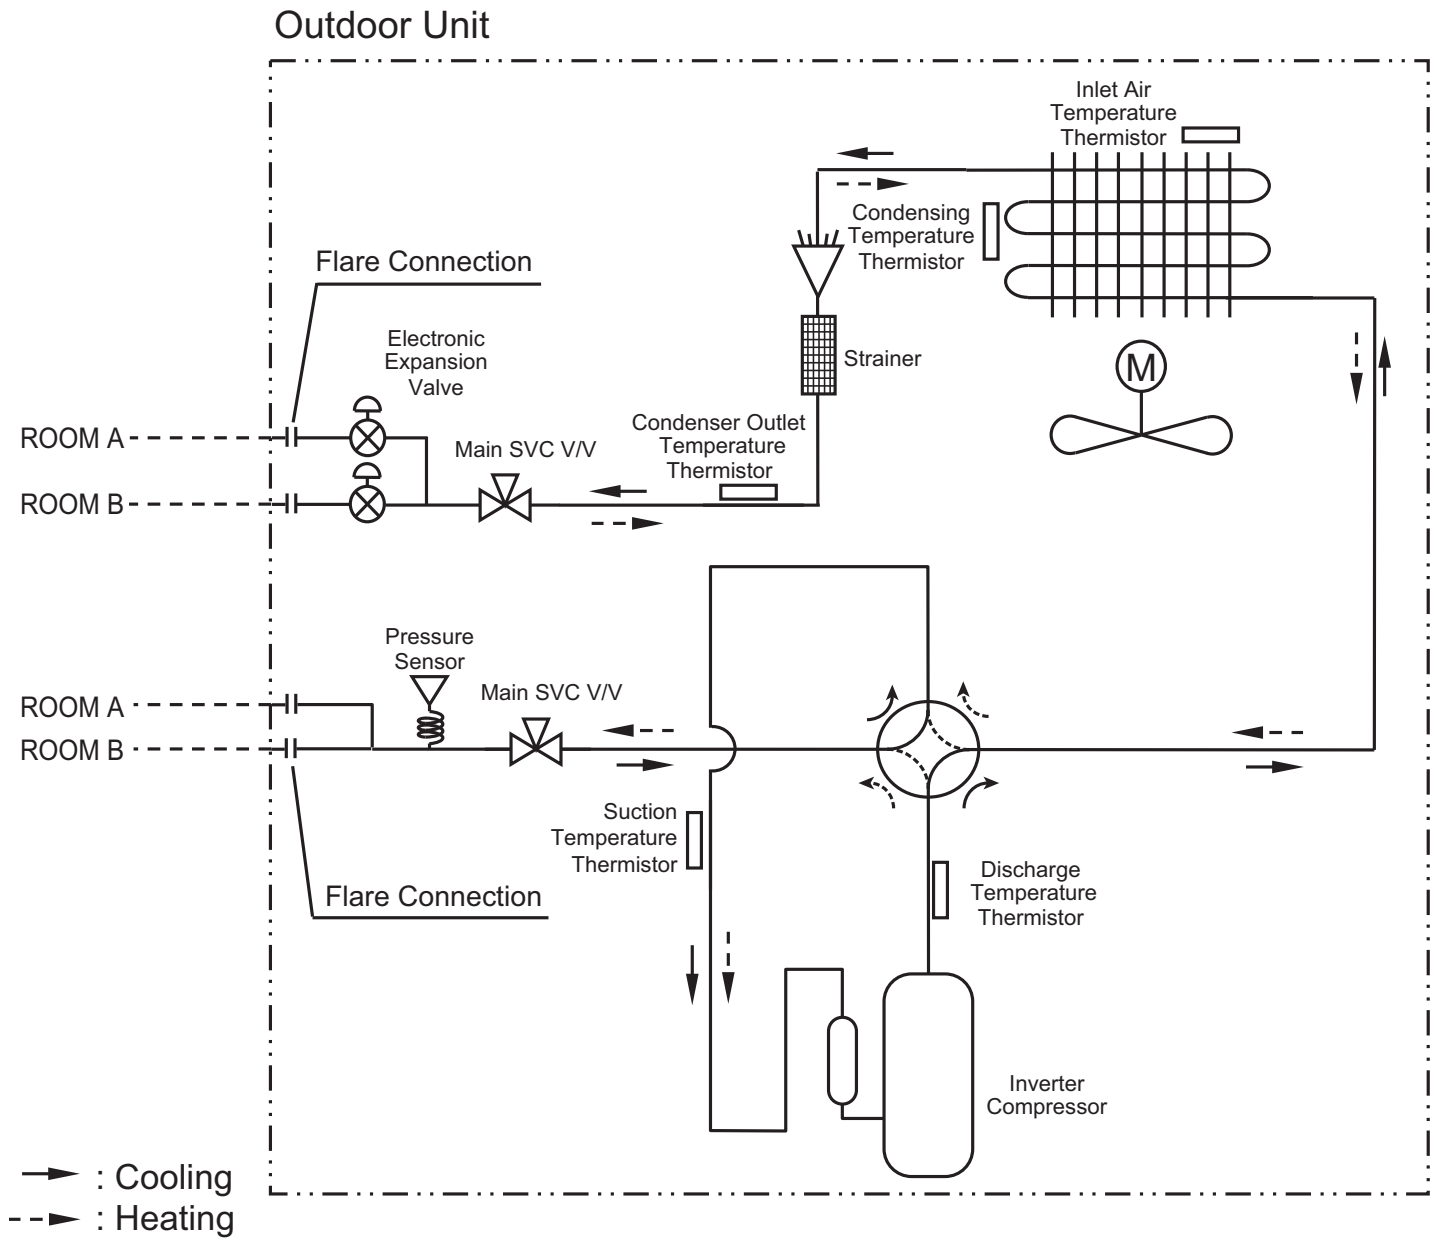 Outdoor Unit
Inlet Air
Temperature
Thermistor
Condensing
Temperature
Thermistor
Flare Connection
Electronic
Expansion
Valve
Strainer
M
Condenser Outlet
Temperature
Thermistor
ROOM A
Main SVC V/V
ROOM B
Pressure
Sensor
Main SVC V/V
ROOM A
ROOM B
Suction
Temperature
Thermistor
Flare Connection
Discharge
Temperature
Thermistor
Inverter
Compressor
: Cooling
: Heating